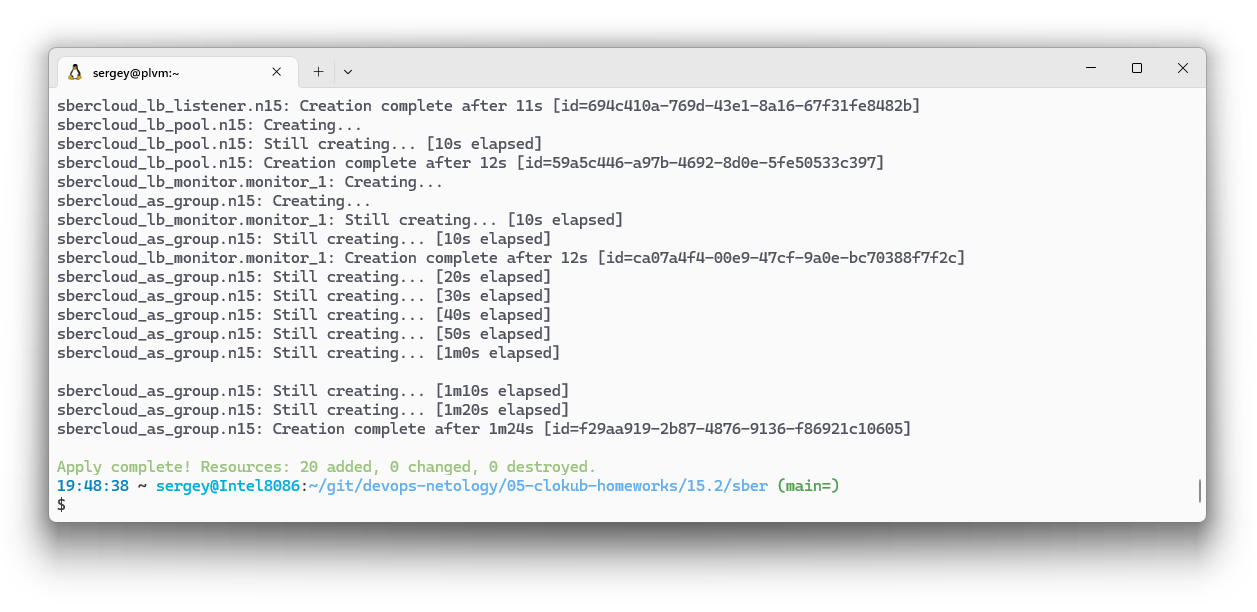 sergey@plvm:~
sbercloud_lb_listener.n15: Creation complete after 11s [id=694c410a-769d-43e1-8a16-67f31fe8482b]
sbercloud_lb_pool.n15: Creating...
sbercloud_lb_pool.n15: Still creating... [10s elapsed]
sbercloud_lb_pool.n15: Creation complete after 12s [id=59a5c446-a97b-4692-8d0e-5fe50533c397]
sbercloud_lb_monitor.monitor_1: Creating...
sbercloud_as_group.n15: Creating...
sbercloud_lb_monitor.monitor_1: Still creating... [10s elapsed]
sbercloud_as_group.n15: Still creating... [10s elapsed]
sbercloud_lb_monitor.monitor_1: Creation complete after 12s [id=ca07a4f4-00e9-47cf-9a0e-bc70388f7f2c]
sbercloud_as_group.n15: Still creating... [20s elapsed]
sbercloud_as_group.n15: Still creating... [30s elapsed]
sbercloud_as_group.n15: Still creating... [40s elapsed]
sbercloud_as_group.n15: Still creating... [50s elapsed]
sbercloud_as_group.n15: Still creating... [1m0s elapsed]
sbercloud_as_group.n15: Still creating... [1m10s elapsed]
sbercloud_as_group.n15: Still creating... [1m20s elapsed]
sbercloud_as_group.n15: Creation complete after 1m24s [id=f29aa919-2b87-4876-9136-f86921c10605]
Apply complete! Resources: 20 added, 0 changed, 0 destroyed.
19:48:38 ~ sergey@Intel8086:~/git/devops-netology/05-clokub-homeworks/15.2/sber (main=)
$